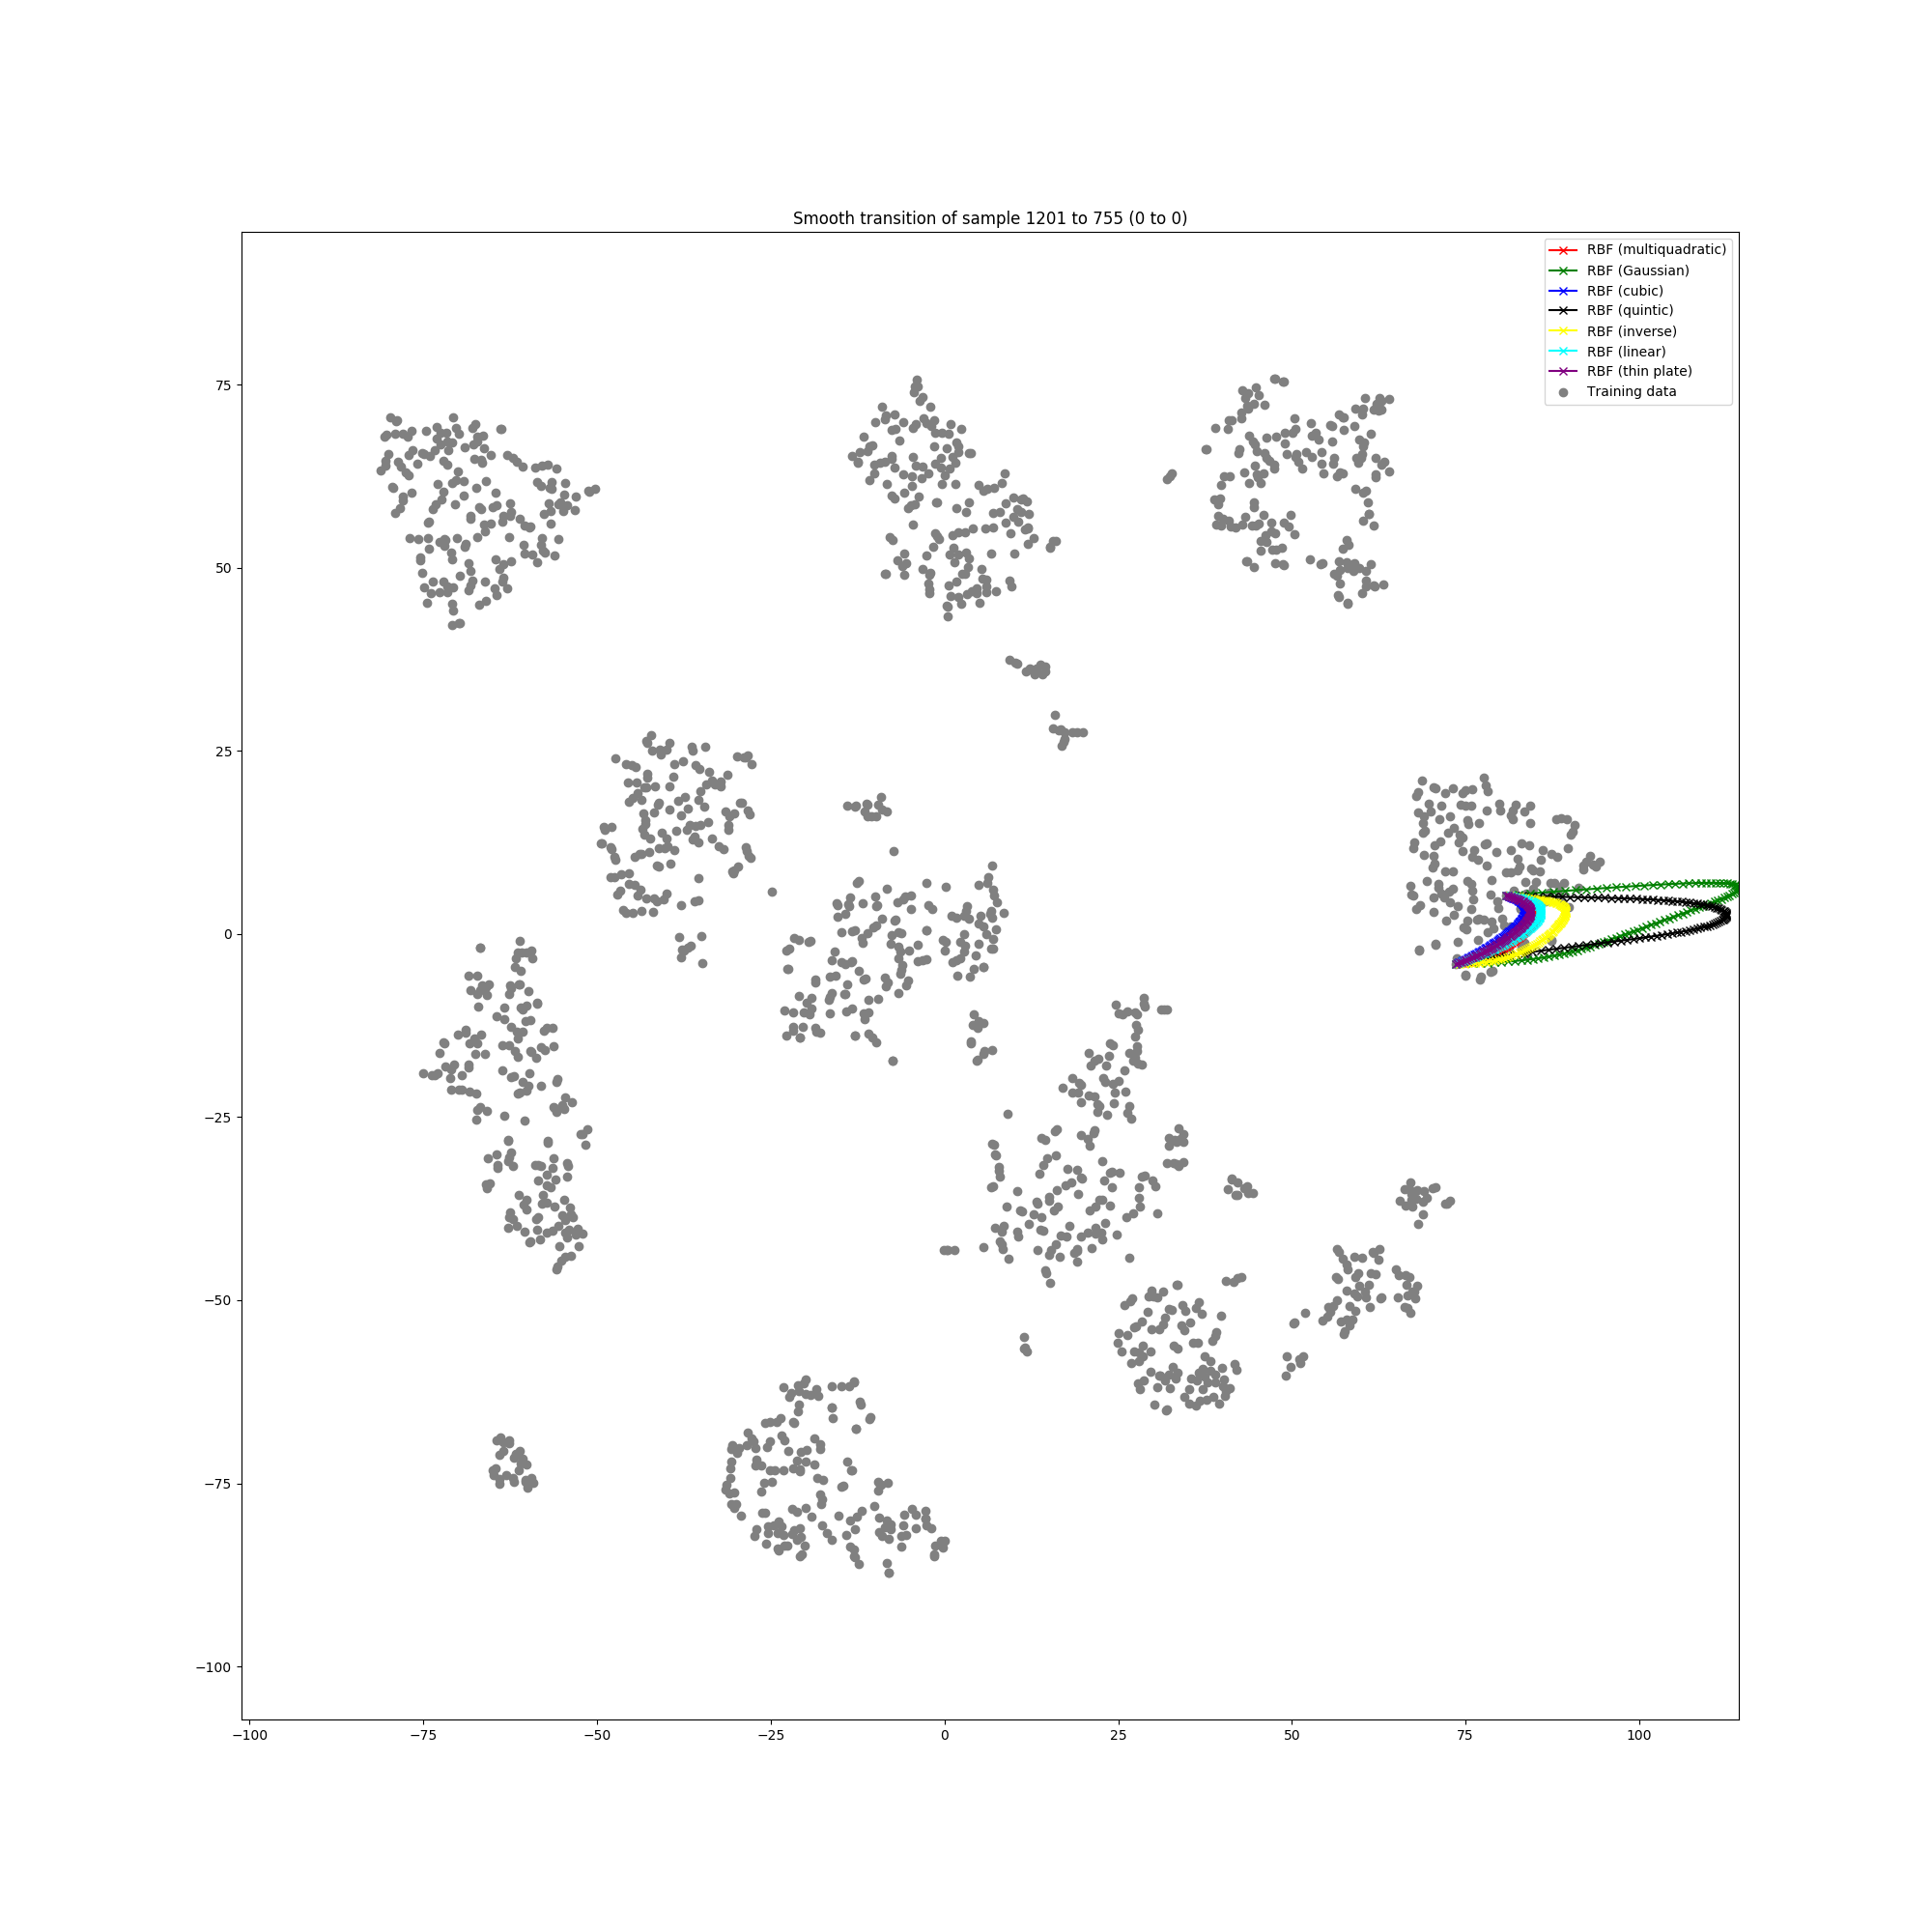 Smooth transition of sample 1201 to 755 (0 to 0)
RBF (multiquadratic)
RBF (Gaussian)
RBF (cubic)
RBF (quintic)
RBF (inverse)
RBF (linear)
RBF (thin plate)
Training data
75
50
25
0
−25
−50
−75
−100
−100 −75 −50 −25 0 25 50 75 100